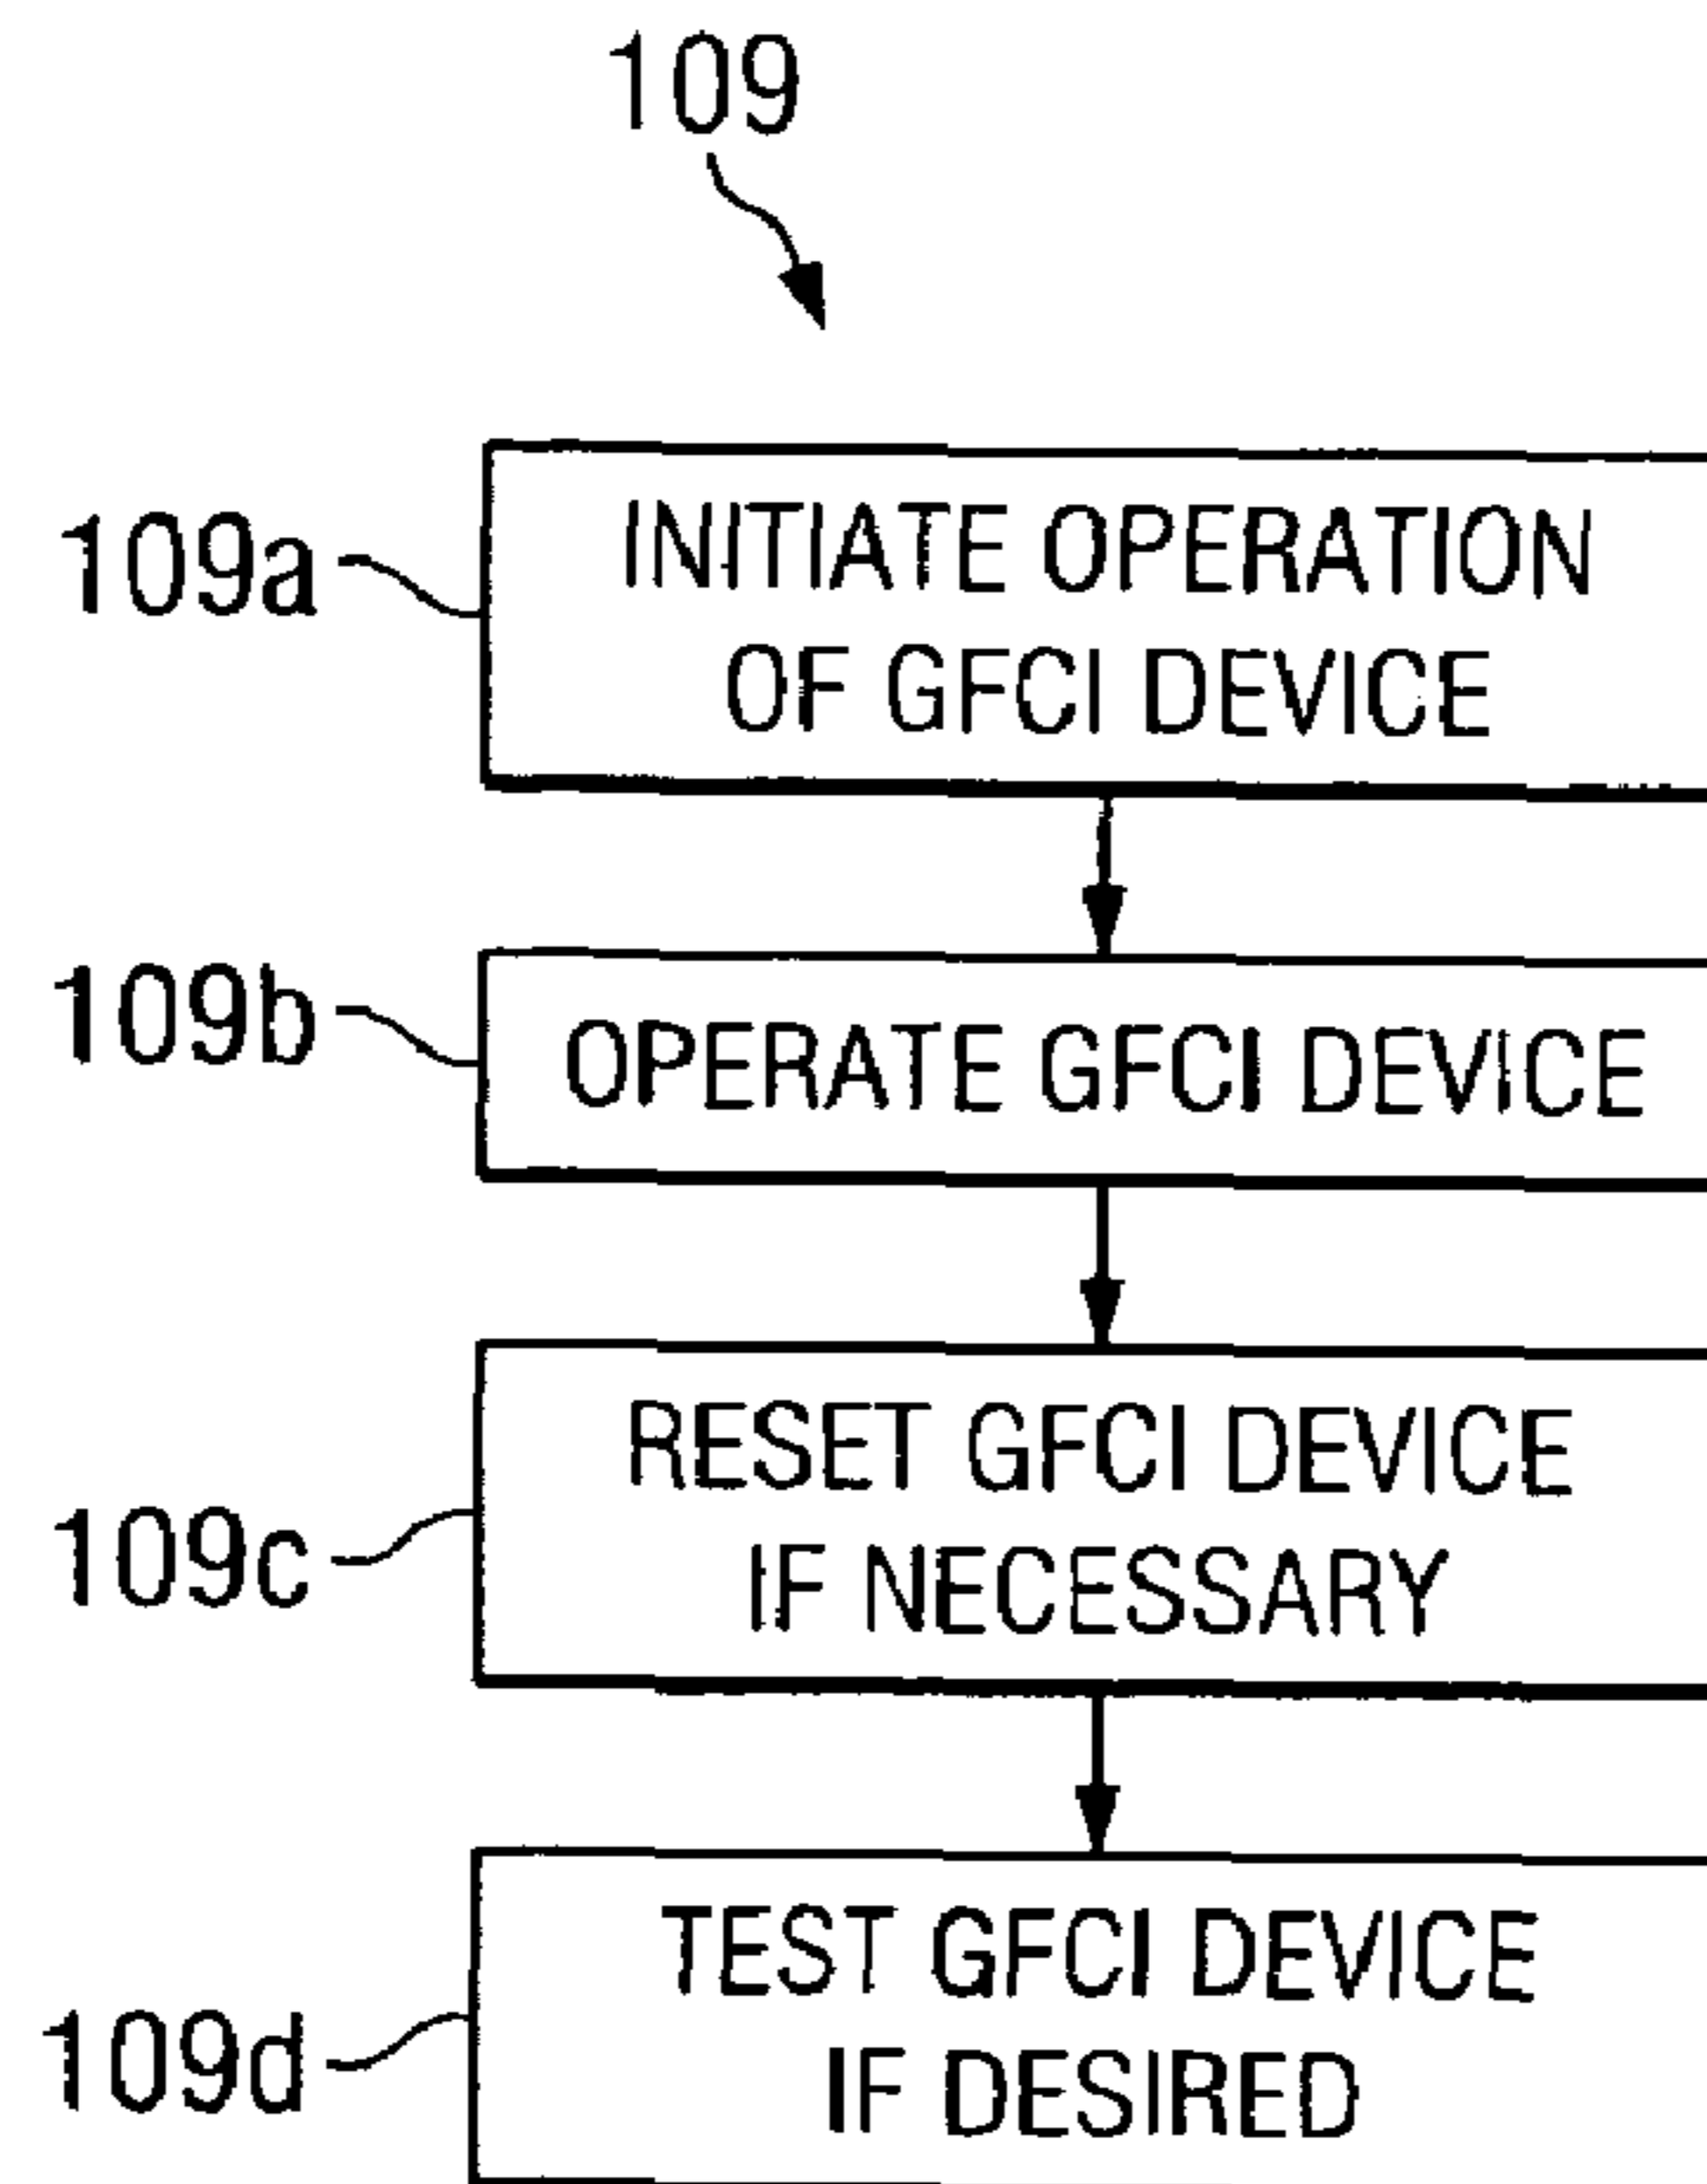 109
109a
INITIATE OPERATION
OF GFCI DEVICE
109b
OPERATE GFCI DEVICE
109c
RESET GFCI DEVICE
IF NECESSARY
109d
TEST GFCI DEVICE
IF DESIRED